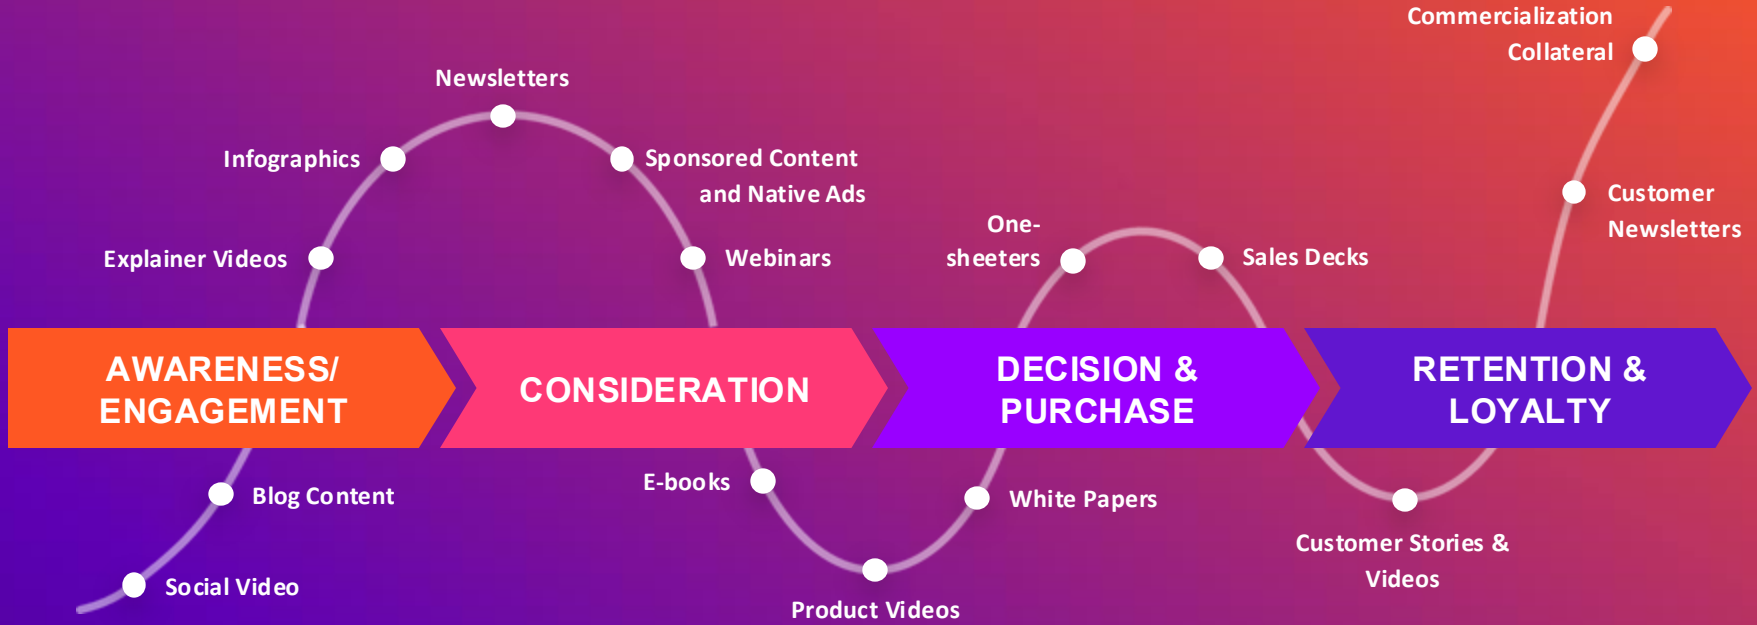 Commercialization
Collateral
Newsletters
Infographics
Sponsored Content
and Native Ads
Customer
Newsletters
One-
sheeters
Explainer Videos
Webinars
Sales Decks
AWARENESS/
ENGAGEMENT
CONSIDERATION
DECISION &
PURCHASE
RETENTION &
LOYALTY
E-books
Blog Content
White Papers
Customer Stories &
Videos
Social Video
Product Videos